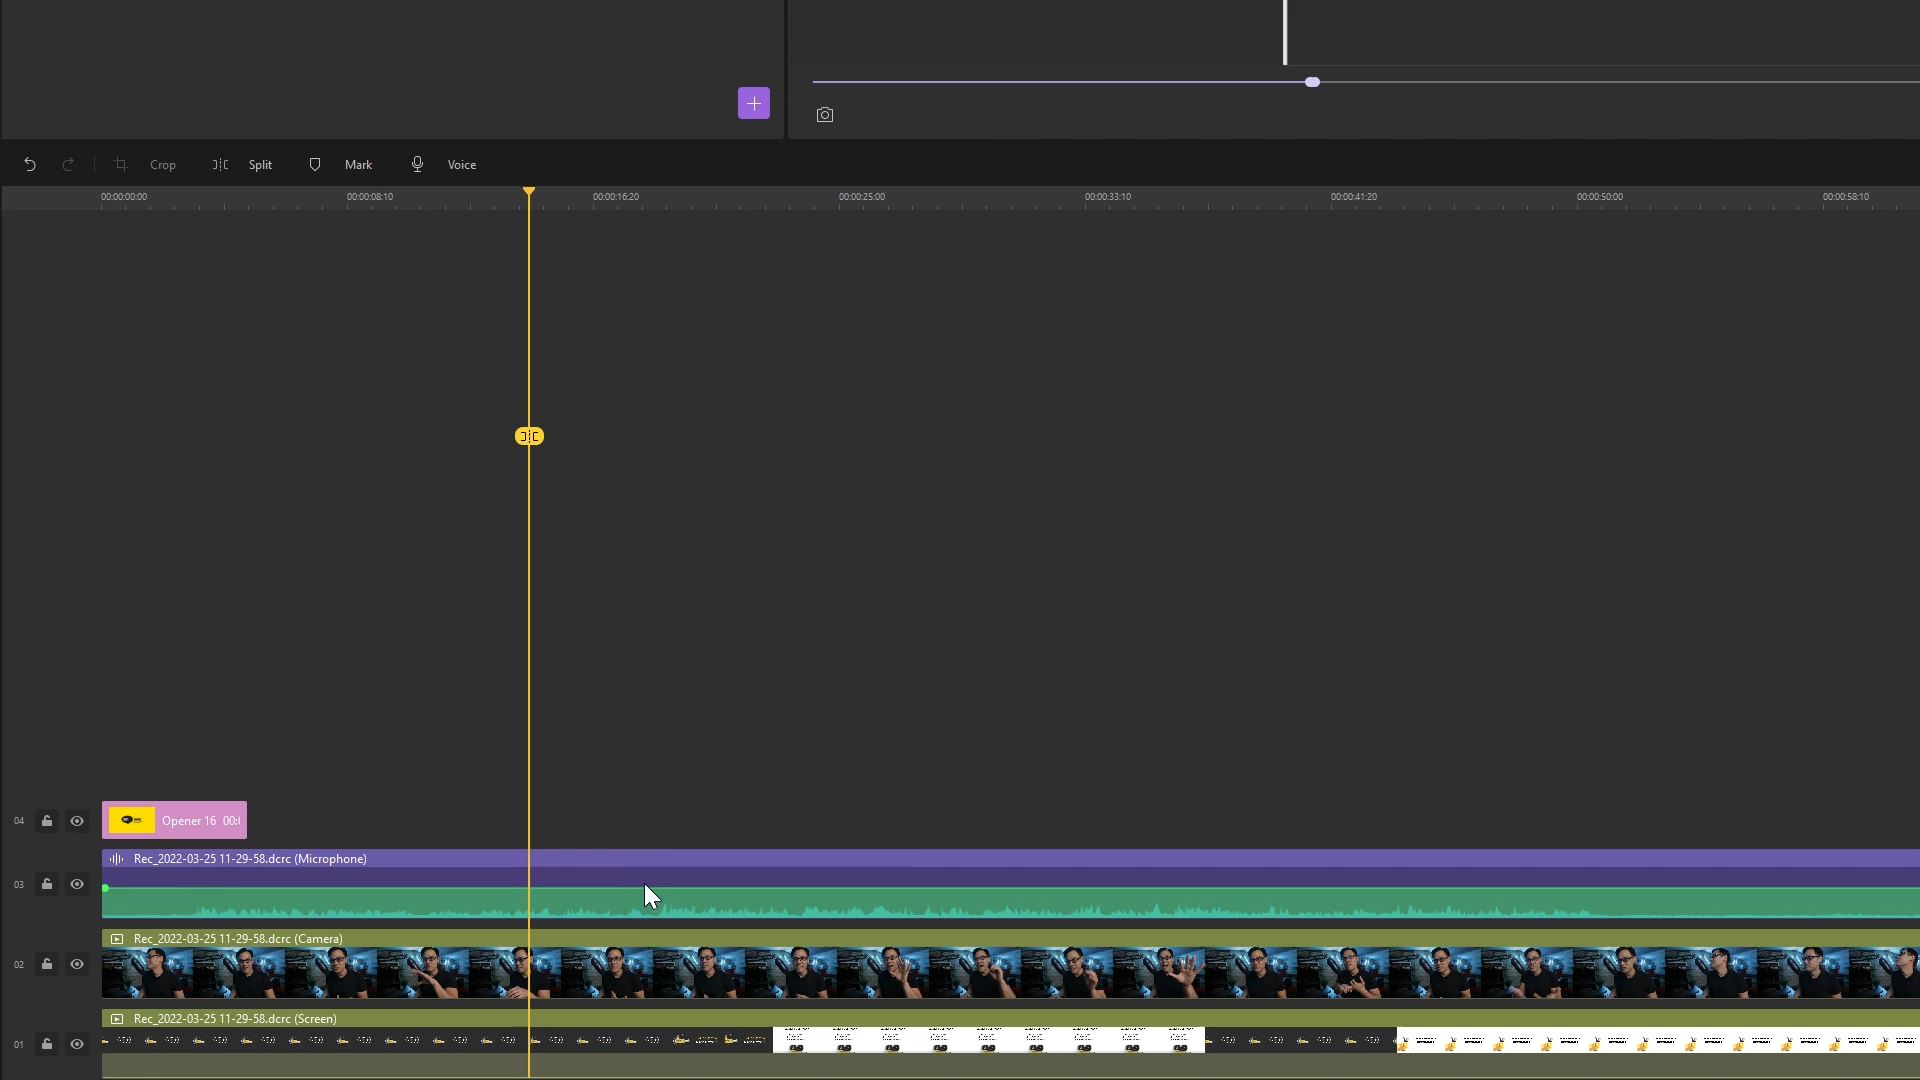 Crop Split Mark Voice
00:00:00:00 00:00:08:10 00:00:16:20 00:00:25:00 00:00:33:10 00:00:41:20 00:00:50:00 00:00:58:10
04 Opener 16 00:
Rec_2022-03-25 11-29-58.dcrc (Microphone)
03
Rec_2022-03-25 11-29-58.dcrc (Camera)
02
Rec_2022-03-25 11-29-58.dcrc (Screen)
01